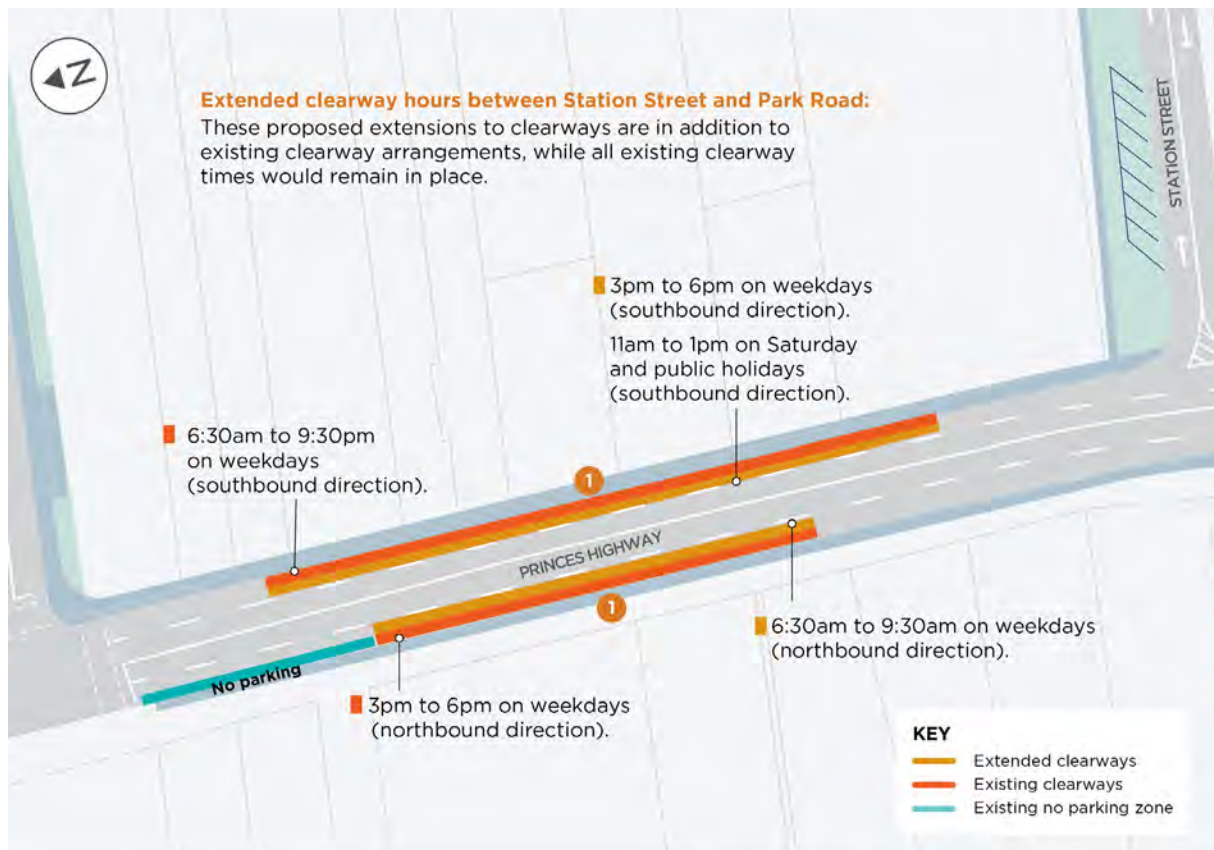 Z
Extended clearway hours between Station Street and Park Road:
These proposed extensions to clearways are in addition to
existing clearway arrangements, while all existing clearway
times would remain in place.
STATION STREET
3pm to 6pm on weekdays
(southbound direction).
11am to 1pm on Saturday
and public holidays
(southbound direction).
6:30am to 9:30pm
on weekdays
(southbound direction).
1
PRINCES HIGHWAY
1
6:30am to 9:30am on weekdays
(northbound direction).
No parking
3pm to 6pm on weekdays
(northbound direction).
KEY
Extended clearways
Existing clearways
Existing no parking zone